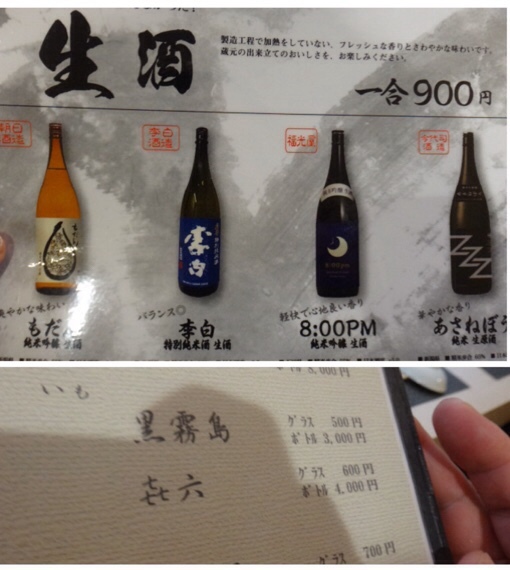 生酒
製造工程で加熱をしていない、フレッシュな香りとさわやかな味わいです。
蔵元の出来立てのおいしさを、お楽しみください。
一合900円
李白酒造
福光屋
李白
8:00pm
ZZZ
爽やかな味わい
純米吟醸 生酒
バランス◎
李白
特別純米酒 生酒
軽快で心地良い香り
8:00PM
純米吟醸 生酒
華やかな香り
あさねぼう
純米 生原酒
いも
黒霧島
グラス 500円
ボトル 3,000円
㐂六
グラス 600円
ボトル 4,000円
グラス 700円